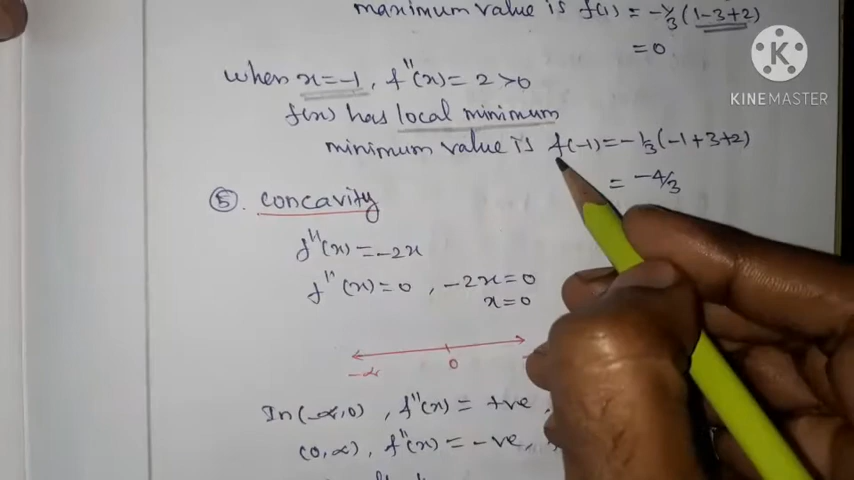 maximum value is f(1) = -1/3 (1-3+2)
= 0
when x=-1, f''(x) = 2 >0
f(x) has local minimum
minimum value is f(-1) = -1/3 (-1+3+2)
= -4/3
⑤. concavity
f''(x) = -2x
f''(x) = 0, -2x=0
x=0
-∞ 0
In (-∞,0), f''(x) = +ve,
(0,∞), f''(x) = -ve,
KINEMASTER